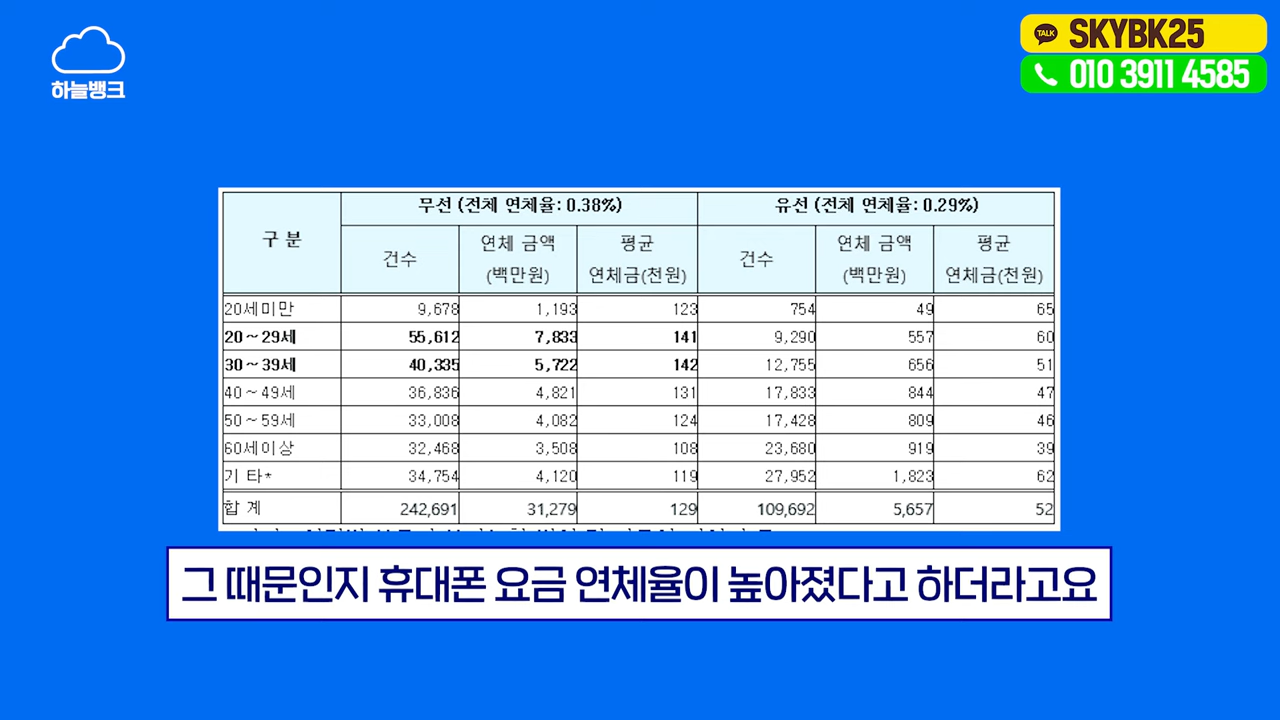 하늘뱅크
TALK SKYBK25
010 3911 4585
구 분 무선 (전체 연체율: 0.38%) 유선 (전체 연체율: 0.29%)
건수 연체 금액 (백만원) 평균 연체금(천원) 건수 연체 금액 (백만원) 평균 연체금(천원)
20세미만 9,678 1,193 123 754 49 65
20~29세 55,612 7,833 141 9,290 557 60
30~39세 40,335 5,722 142 12,755 656 51
40~49세 36,836 4,821 131 17,833 844 47
50~59세 33,008 4,082 124 17,428 809 46
60세이상 32,468 3,508 108 23,680 919 39
기 타* 34,754 4,120 119 27,952 1,823 62
합 계 242,691 31,279 129 109,692 5,657 52
그 때문인지 휴대폰 요금 연체율이 높아졌다고 하더라고요